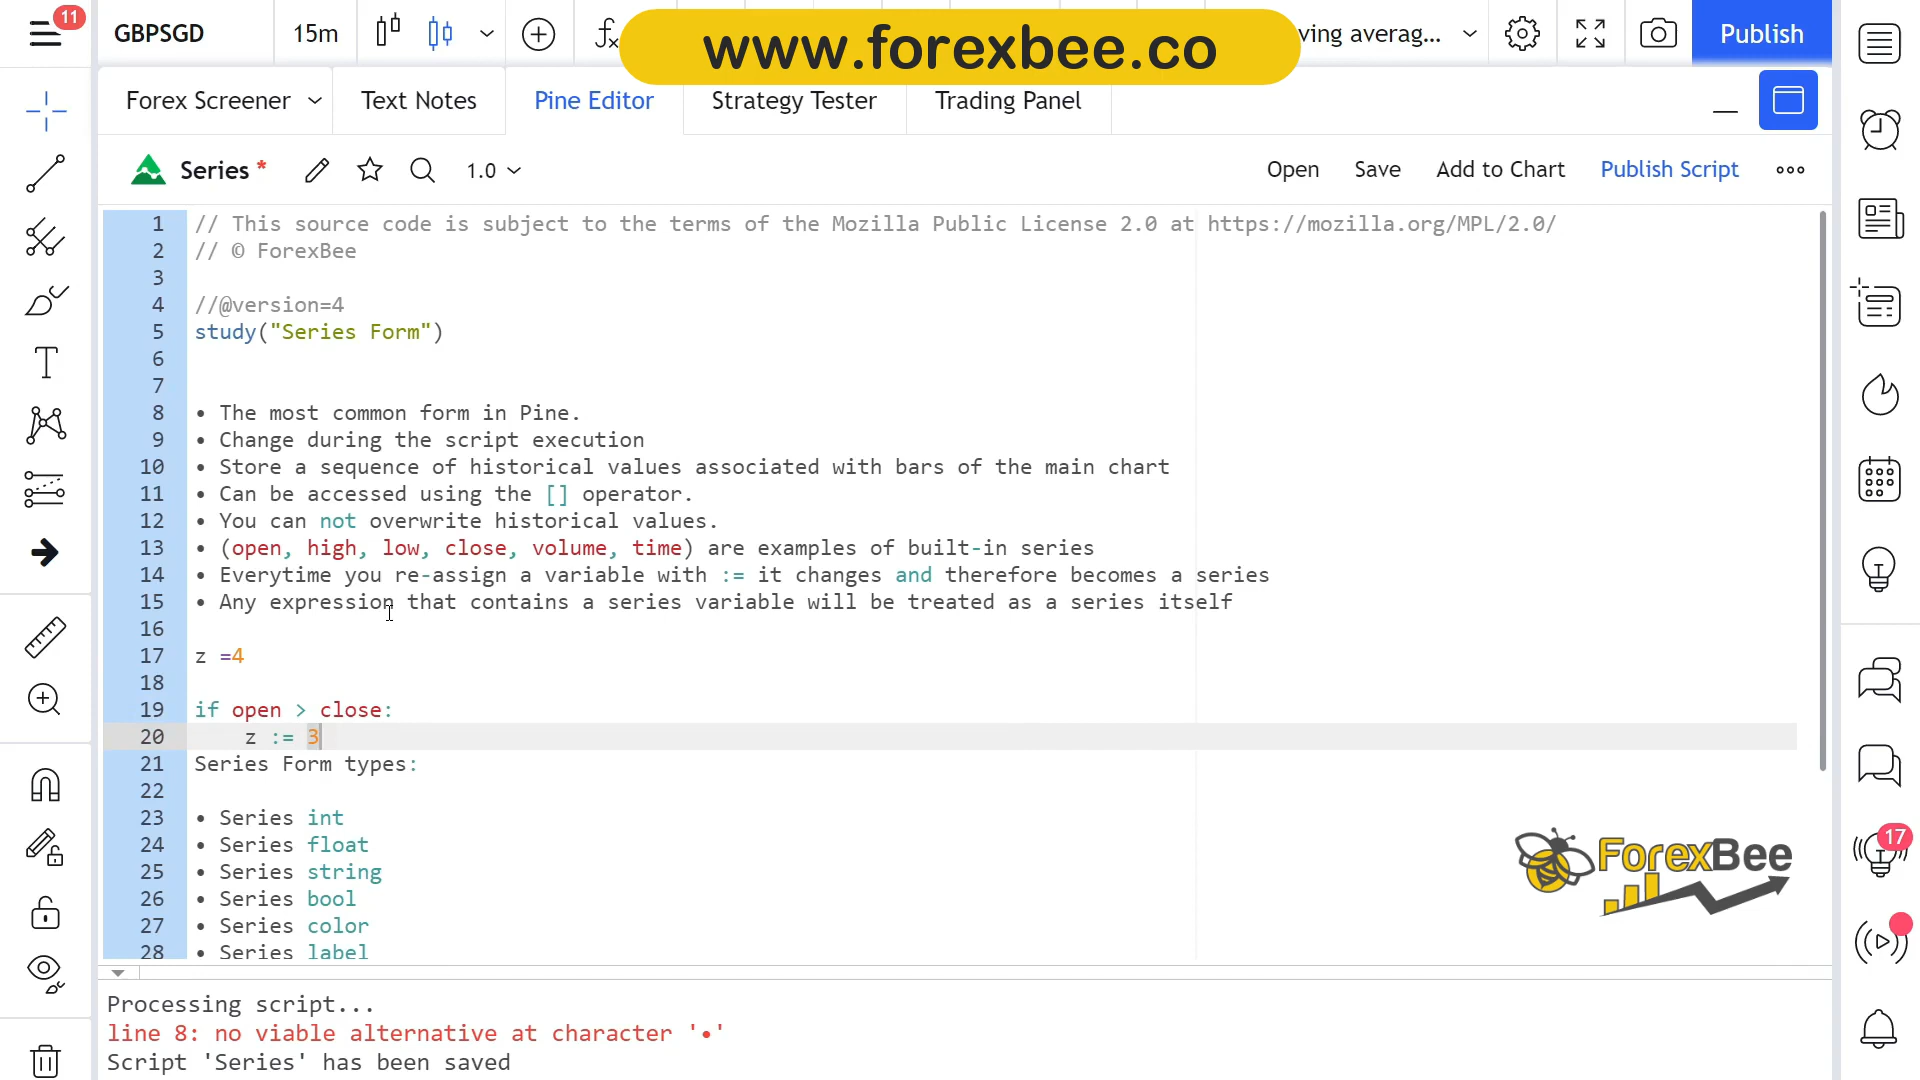 11
GBPSGD
15m
www.forexbee.co
ving averag...
Publish
Forex Screener
Text Notes
Pine Editor
Strategy Tester
Trading Panel
Series *
1.0
Open
Save
Add to Chart
Publish Script
1 // This source code is subject to the terms of the Mozilla Public License 2.0 at https://mozilla.org/MPL/2.0/
2 // © ForexBee
3
4 //@version=4
5 study("Series Form")
6
7
8 • The most common form in Pine.
9 • Change during the script execution
10 • Store a sequence of historical values associated with bars of the main chart
11 • Can be accessed using the [] operator.
12 • You can not overwrite historical values.
13 • (open, high, low, close, volume, time) are examples of built-in series
14 • Everytime you re-assign a variable with := it changes and therefore becomes a series
15 • Any expression that contains a series variable will be treated as a series itself
16
17 z =4
18
19 if open > close:
20     z := 3
21 Series Form types:
22
23 • Series int
24 • Series float
25 • Series string
26 • Series bool
27 • Series color
28 • Series label
ForexBee
17
Processing script...
line 8: no viable alternative at character '•'
Script 'Series' has been saved